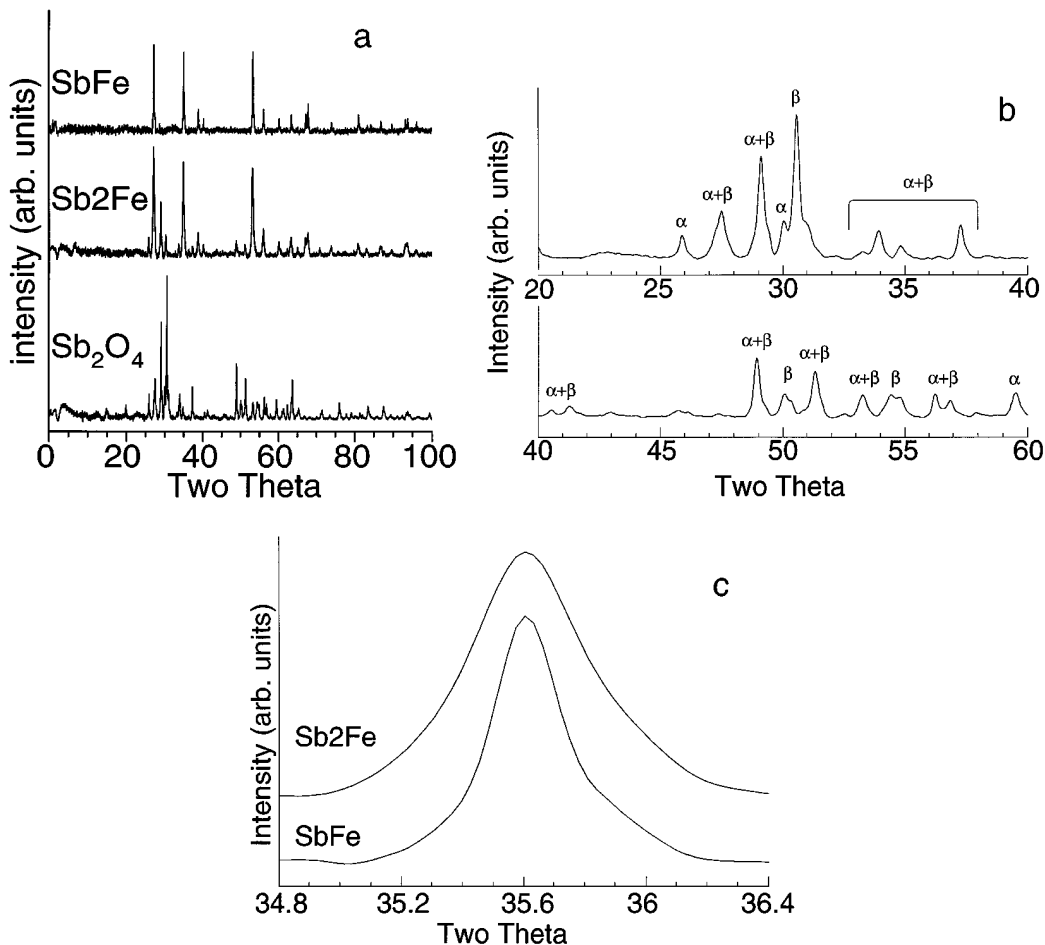 a
SbFe
Sb2Fe
Sb₂O₄
intensity (arb. units)
0 20 40 60 80 100
Two Theta
b
α α+β α+β α β α+β
20 25 30 35 40
Intensity (arb. units)
α+β α+β β α+β α+β β α+β α
40 45 50 55 60
Two Theta
c
Sb2Fe
SbFe
Intensity (arb. units)
34.8 35.2 35.6 36 36.4
Two Theta